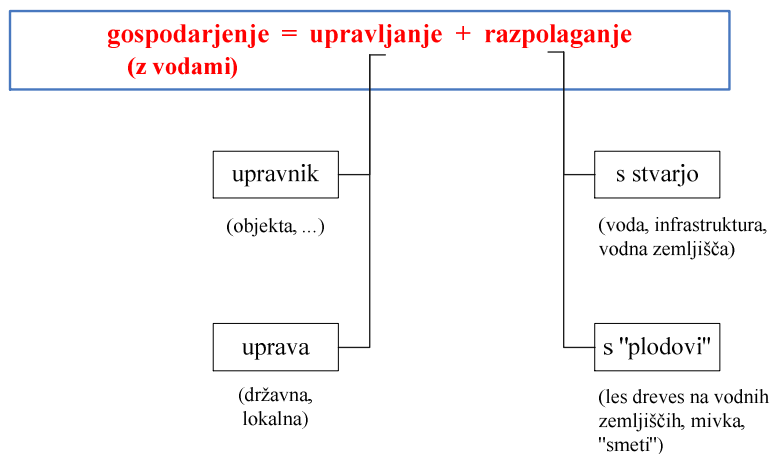 gospodarjenje = upravljanje + razpolaganje
(z vodami)
upravnik
(objekta, ...)
uprava
(državna,
lokalna)
s stvarjo
(voda, infrastruktura,
vodna zemljišča)
s "plodovi"
(les dreves na vodnih
zemljiščih, mivka,
"smeti")